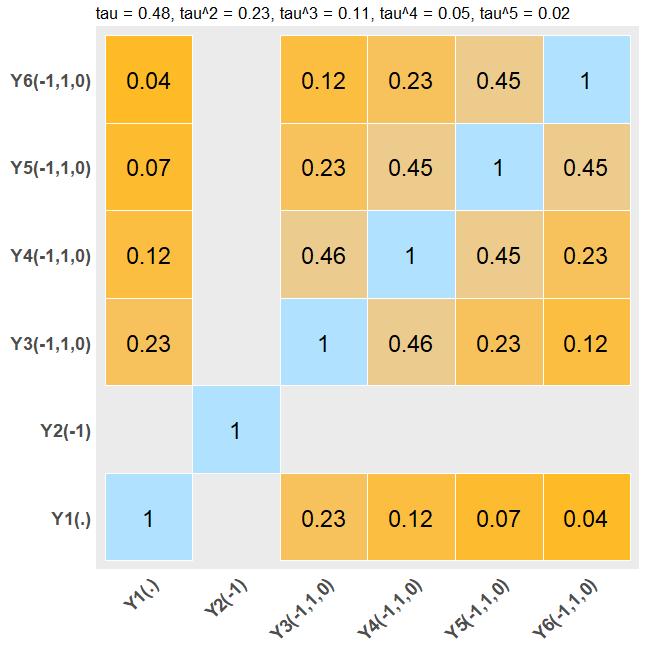 tau = 0.48, tau^2 = 0.23, tau^3 = 0.11, tau^4 = 0.05, tau^5 = 0.02
Y6(-1,1,0) 0.04 0.12 0.23 0.45 1
Y5(-1,1,0) 0.07 0.23 0.45 1 0.45
Y4(-1,1,0) 0.12 0.46 1 0.45 0.23
Y3(-1,1,0) 0.23 1 0.46 0.23 0.12
Y2(-1) 1
Y1(.) 1 0.23 0.12 0.07 0.04
Y1(.) Y2(-1) Y3(-1,1,0) Y4(-1,1,0) Y5(-1,1,0) Y6(-1,1,0)